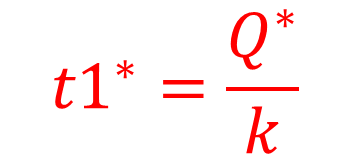 t1* = Q*/k